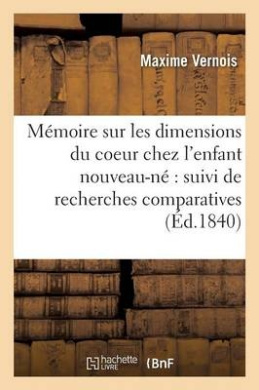 Maxime Vernois
Mémoire sur les dimensions du coeur chez
l'enfant nouveau-né : suivi de
recherches comparatives
(Éd.1840)
hachette
LIVRE
{BnF